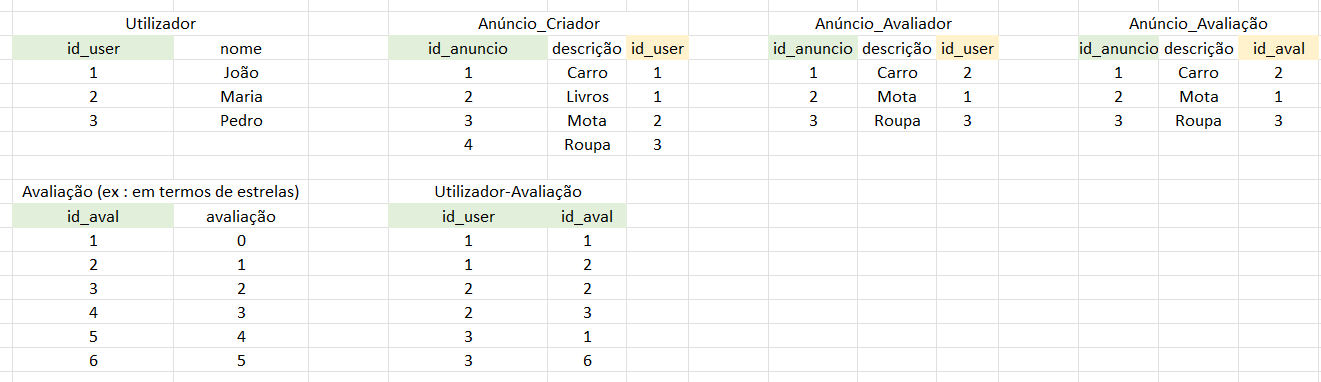 Utilizador Anúncio_Criador Anúncio_Avaliador Anúncio_Avaliação
id_user nome id_anuncio descrição id_user id_anuncio descrição id_user id_anuncio descrição id_aval
1 João 1 Carro 1 1 Carro 2 1 Carro 2
2 Maria 2 Livros 1 2 Mota 1 2 Mota 1
3 Pedro 3 Mota 2 3 Roupa 3 3 Roupa 3
4 Roupa 3
Avaliação (ex : em termos de estrelas) Utilizador-Avaliação
id_aval avaliação id_user id_aval
1 0 1 1
2 1 1 2
3 2 2 2
4 3 2 3
5 4 3 1
6 5 3 6